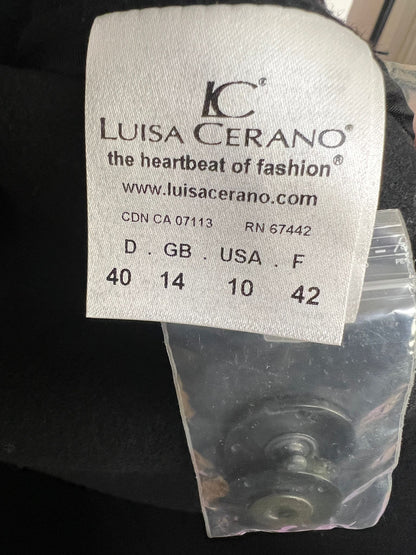 LC®
LUISA CERANO®
the heartbeat of fashion®
www.luisacerano.com
CDN CA 07113 RN 67442
D . GB . USA . F
40 14 10 42